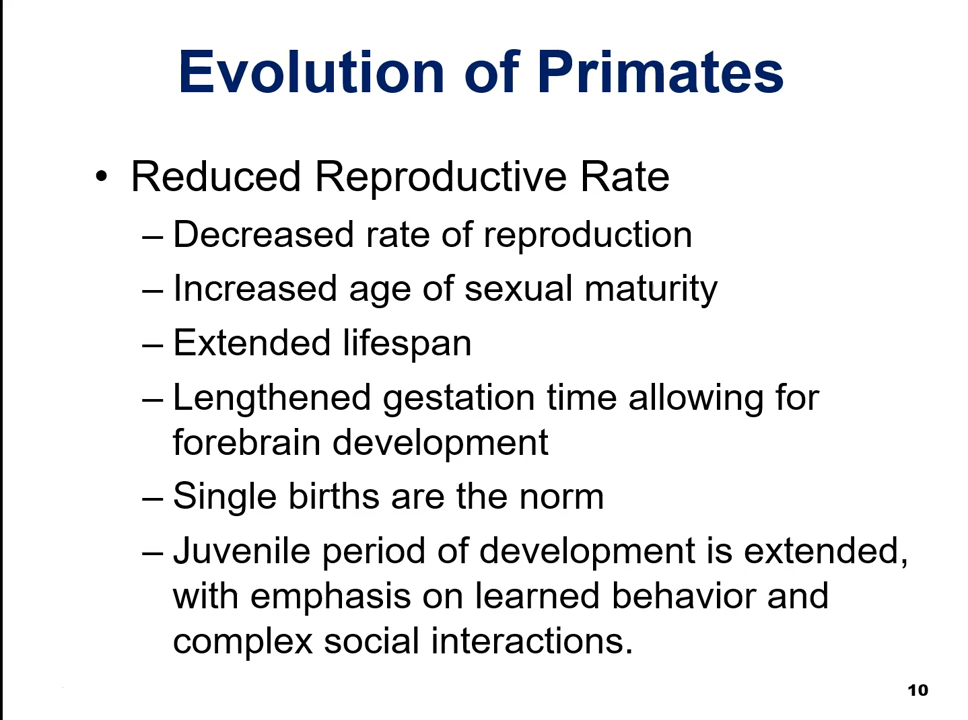 Evolution of Primates
• Reduced Reproductive Rate
– Decreased rate of reproduction
– Increased age of sexual maturity
– Extended lifespan
– Lengthened gestation time allowing for
forebrain development
– Single births are the norm
– Juvenile period of development is extended,
with emphasis on learned behavior and
complex social interactions.
10